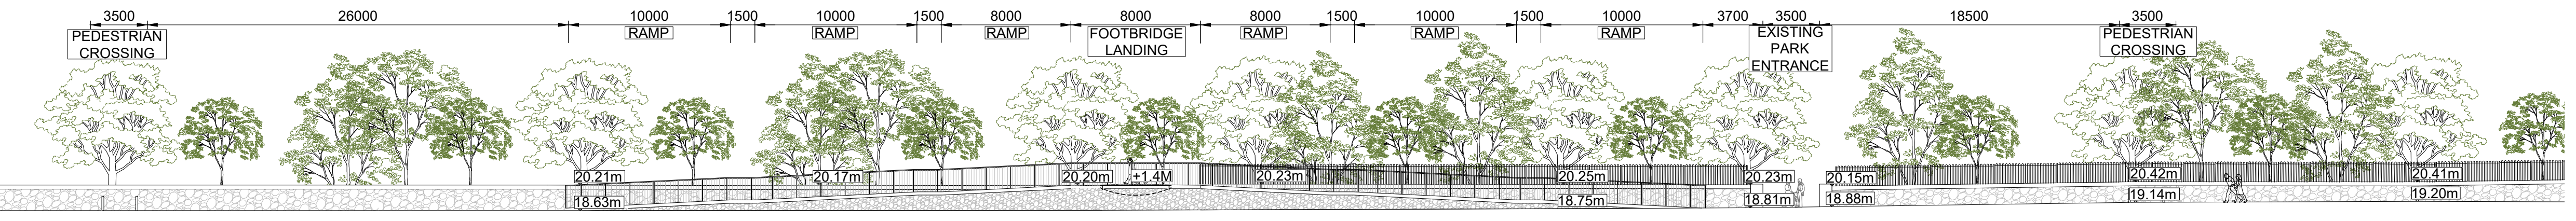 3500 26000 10000 1500 10000 1500 8000 8000 8000 1500 10000 1500 10000 3700 3500 18500 3500
PEDESTRIAN
CROSSING
RAMP
RAMP
RAMP
FOOTBRIDGE
LANDING
RAMP
RAMP
RAMP
EXISTING
PARK
ENTRANCE
PEDESTRIAN
CROSSING
20.21m 20.17m 20.20m +1.4M 20.23m 20.25m 20.23m 20.15m 20.42m 20.41m
18.63m 18.75m 18.81m 18.88m 19.14m 19.20m